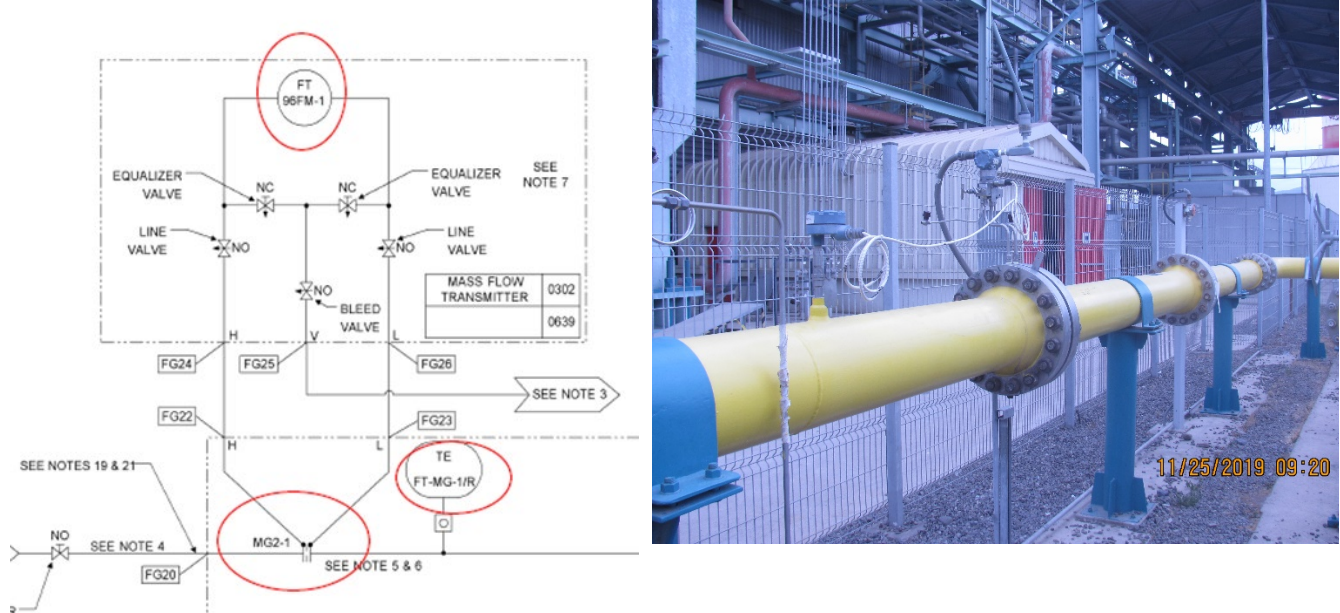 FT
96FM-1
EQUALIZER
VALVE
NC
NC
EQUALIZER
VALVE
SEE
NOTE 7
LINE
VALVE
NO
NO
LINE
VALVE
NO
BLEED
VALVE
MASS FLOW
TRANSMITTER
0302
0639
H
V
L
FG24
FG25
FG26
SEE NOTE 3
FG22
FG23
H
L
TE
FT-MG-1/R
SEE NOTES 19 & 21
NO
SEE NOTE 4
MG2-1
SEE NOTE 5 & 6
FG20
11/25/2019 09:20